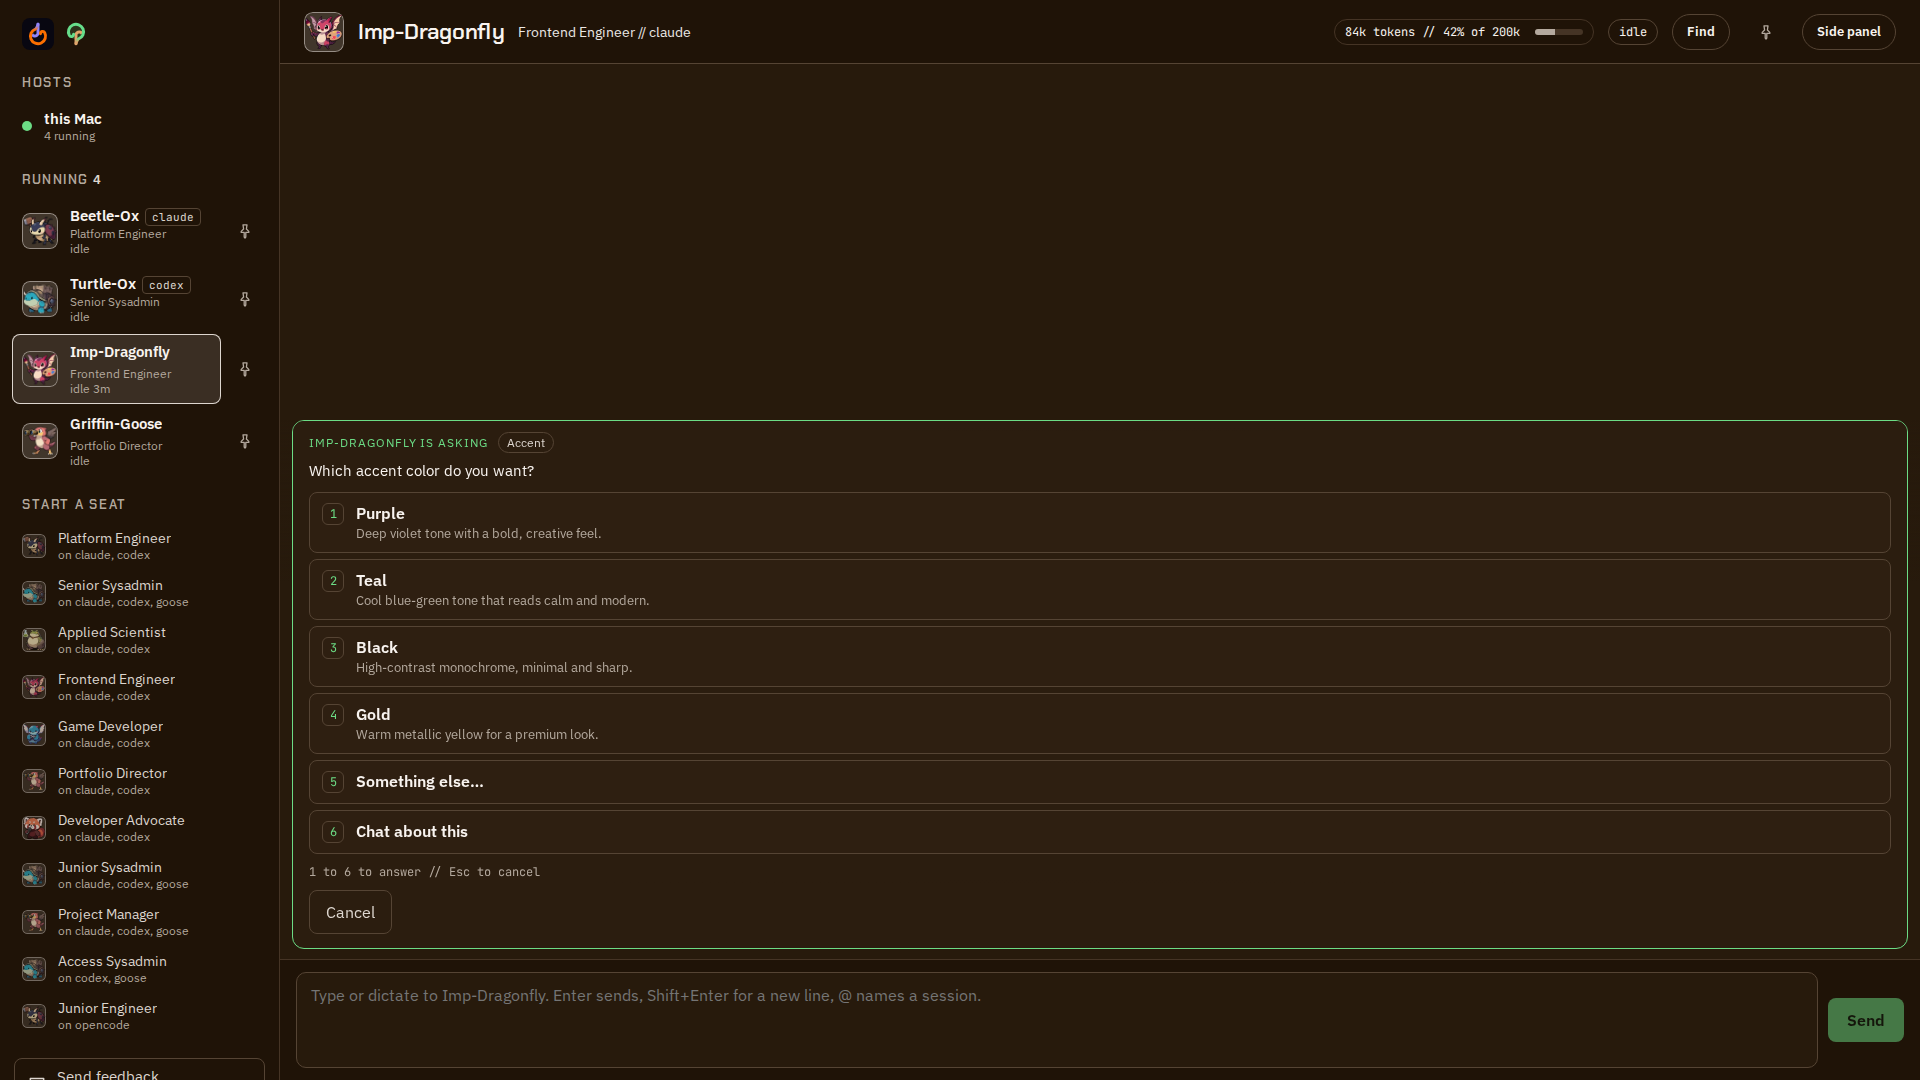 HOSTS
this Mac
4 running
RUNNING 4
Beetle-Ox claude
Platform Engineer
idle
Turtle-Ox codex
Senior Sysadmin
idle
Imp-Dragonfly
Frontend Engineer
idle 3m
Griffin-Goose
Portfolio Director
idle
START A SEAT
Platform Engineer
on claude, codex
Senior Sysadmin
on claude, codex, goose
Applied Scientist
on claude, codex
Frontend Engineer
on claude, codex
Game Developer
on claude, codex
Portfolio Director
on claude, codex
Developer Advocate
on claude, codex
Junior Sysadmin
on claude, codex, goose
Project Manager
on claude, codex, goose
Access Sysadmin
on codex, goose
Junior Engineer
on opencode
Send feedback
Imp-Dragonfly Frontend Engineer // claude
84k tokens // 42% of 200k
idle
Find
Side panel
IMP-DRAGONFLY IS ASKING Accent
Which accent color do you want?
1 Purple
Deep violet tone with a bold, creative feel.
2 Teal
Cool blue-green tone that reads calm and modern.
3 Black
High-contrast monochrome, minimal and sharp.
4 Gold
Warm metallic yellow for a premium look.
5 Something else...
6 Chat about this
1 to 6 to answer // Esc to cancel
Cancel
Type or dictate to Imp-Dragonfly. Enter sends, Shift+Enter for a new line, @ names a session.
Send